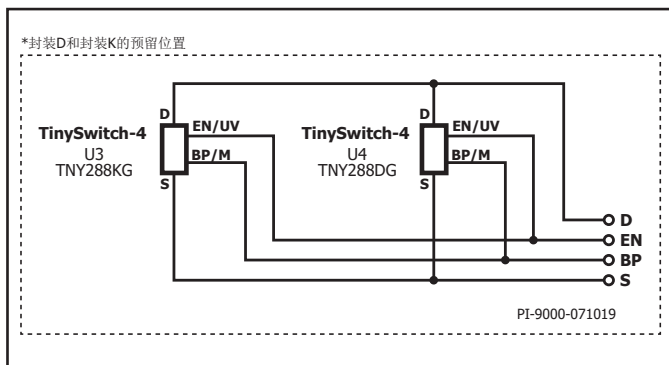 *封装D和封装K的预留位置
D
TinySwitch-4
U3
TNY288KG
EN/UV
BP/M
S
D
TinySwitch-4
U4
TNY288DG
EN/UV
BP/M
S
D
EN
BP
S
PI-9000-071019